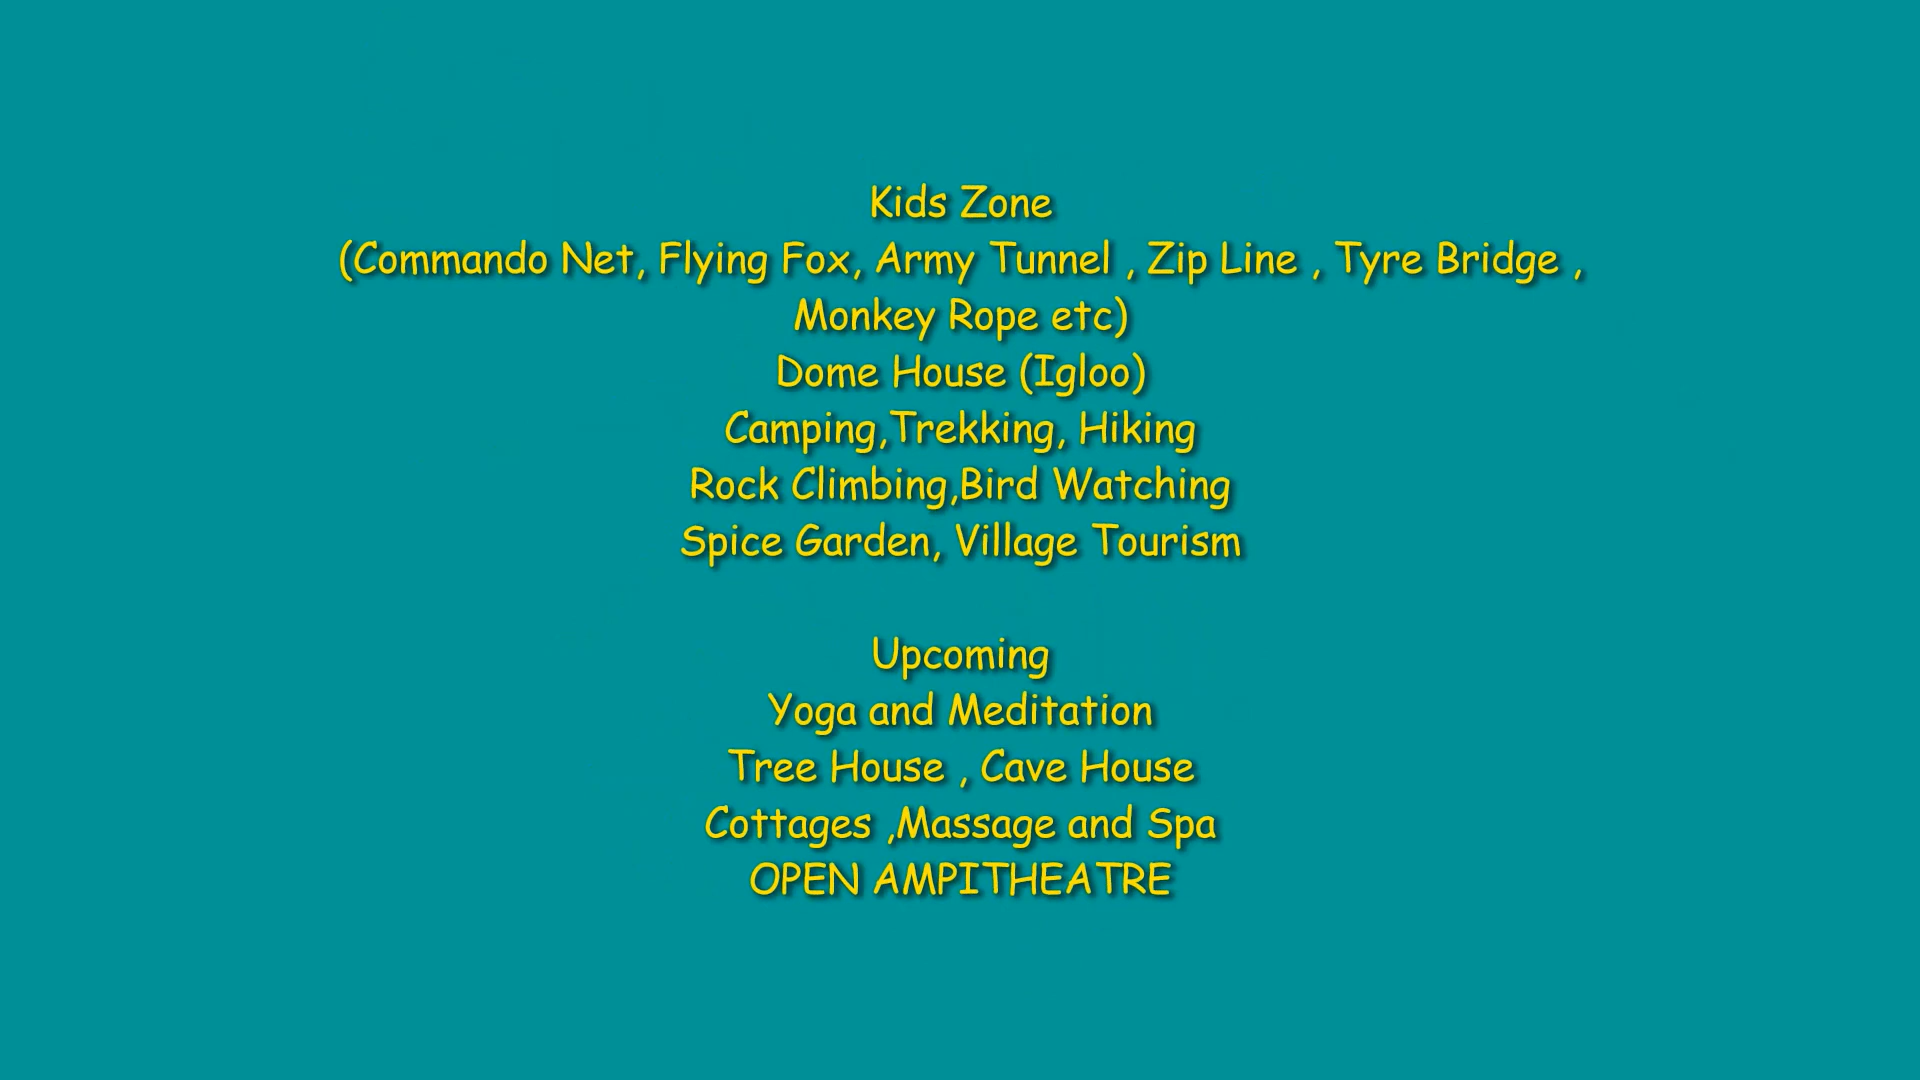 Kids Zone
(Commando Net, Flying Fox, Army Tunnel , Zip Line , Tyre Bridge ,
Monkey Rope etc)
Dome House (Igloo)
Camping,Trekking, Hiking
Rock Climbing,Bird Watching
Spice Garden, Village Tourism
Upcoming
Yoga and Meditation
Tree House , Cave House
Cottages ,Massage and Spa
OPEN AMPITHEATRE